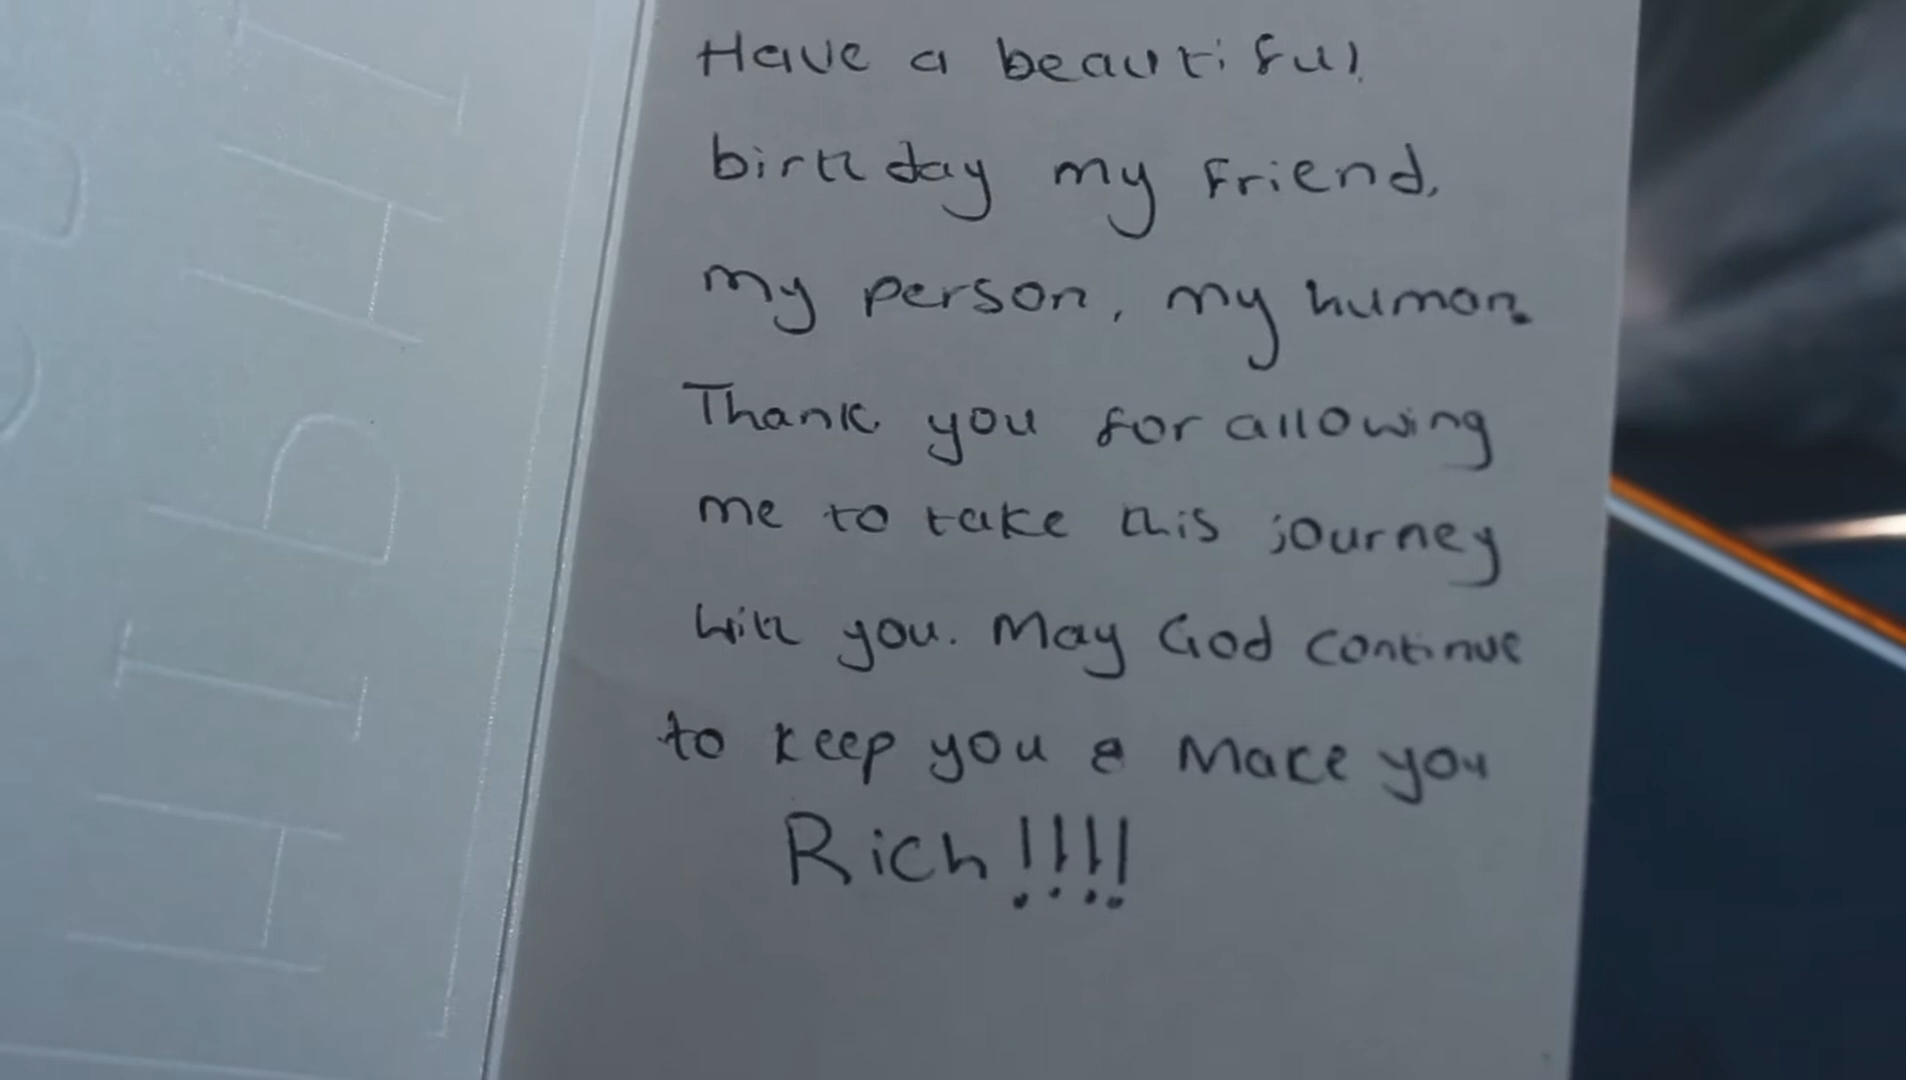 Have a beautiful
birthday my friend,
my person, my human.
Thank you for allowing
me to take this journey
with you. May God continue
to keep you & Make you
Rich!!!!